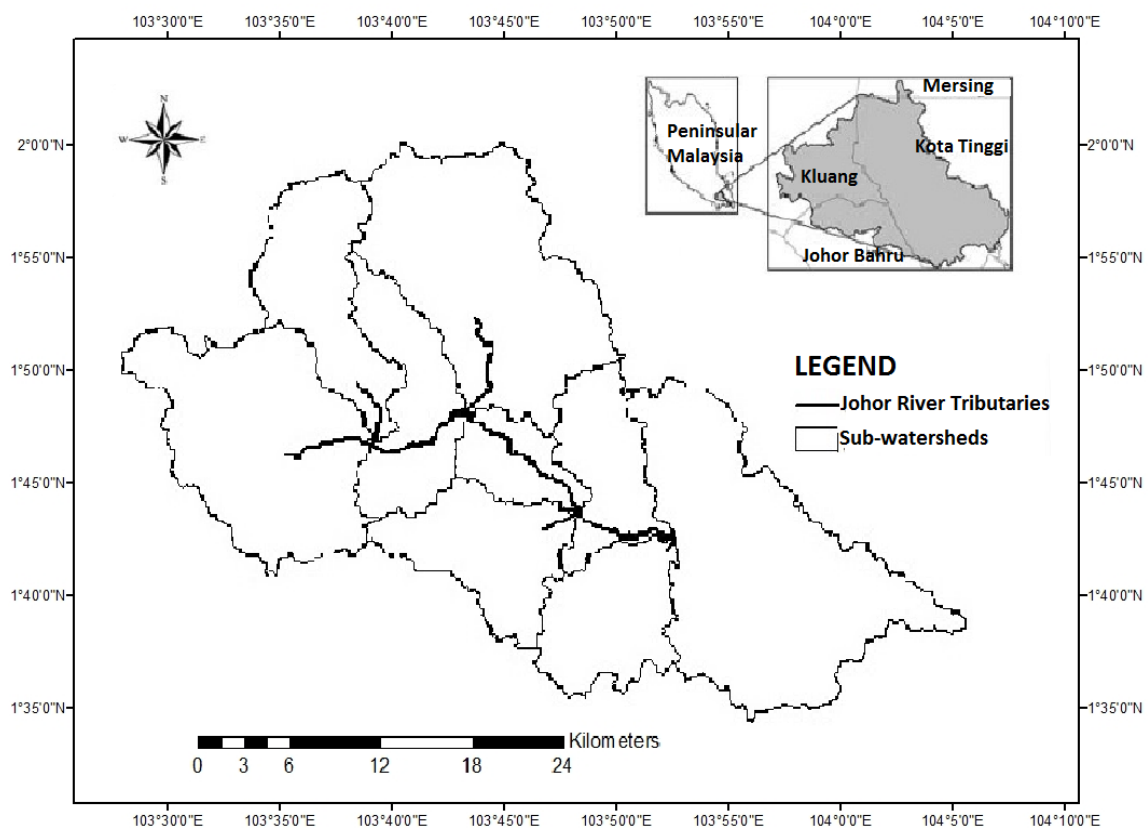 103°30'0"E 103°35'0"E 103°40'0"E 103°45'0"E 103°50'0"E 103°55'0"E 104°0'0"E 104°5'0"E 104°10'0"E
N
W E
S
Mersing
Peninsular
Malaysia
Kota Tinggi
Kluang
Johor Bahru
2°0'0"N 2°0'0"N
1°55'0"N 1°55'0"N
1°50'0"N 1°50'0"N
LEGEND
Johor River Tributaries
Sub-watersheds
1°45'0"N 1°45'0"N
1°40'0"N 1°40'0"N
1°35'0"N 1°35'0"N
Kilometers
0 3 6 12 18 24
103°30'0"E 103°35'0"E 103°40'0"E 103°45'0"E 103°50'0"E 103°55'0"E 104°0'0"E 104°5'0"E 104°10'0"E